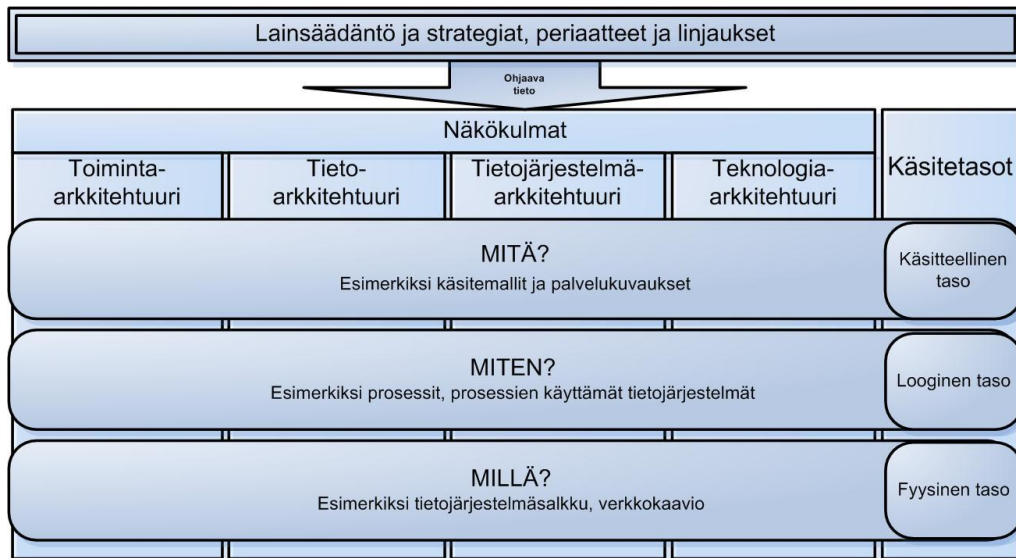 Lainsäädäntö ja strategiat, periaatteet ja linjaukset
Ohjaava
tieto
Näkökulmat
Käsitetasot
Toiminta-
arkkitehtuuri
Tieto-
arkkitehtuuri
Tietojärjestelmä-
arkkitehtuuri
Teknologia-
arkkitehtuuri
MITÄ?
Esimerkiksi käsitemallit ja palvelukuvaukset
Käsitteellinen
taso
MITEN?
Esimerkiksi prosessit, prosessien käyttämät tietojärjestelmät
Looginen taso
MILLÄ?
Esimerkiksi tietojärjestelmäsalkku, verkkokaavio
Fyysinen taso